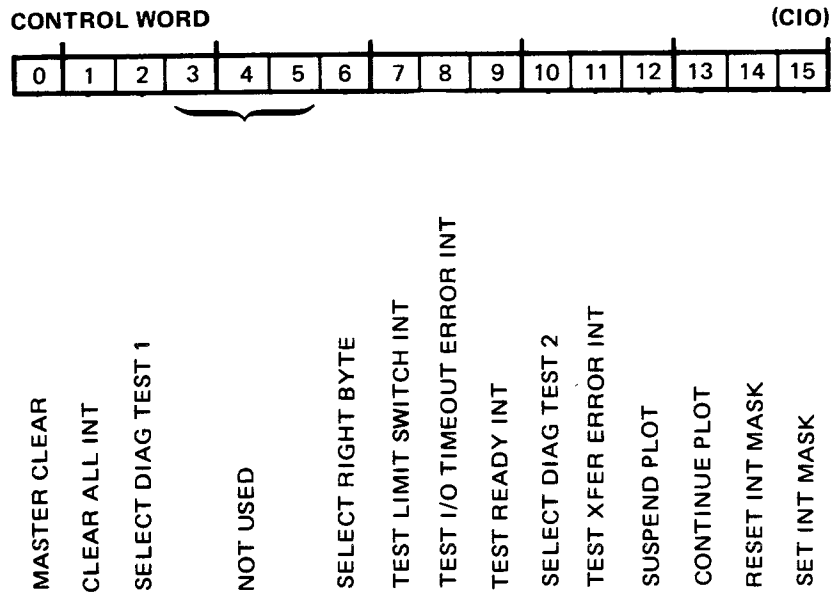 CONTROL WORD (CIO)
0 1 2 3 4 5 6 7 8 9 10 11 12 13 14 15
MASTER CLEAR
CLEAR ALL INT
SELECT DIAG TEST 1
NOT USED
SELECT RIGHT BYTE
TEST LIMIT SWITCH INT
TEST I/O TIMEOUT ERROR INT
TEST READY INT
SELECT DIAG TEST 2
TEST XFER ERROR INT
SUSPEND PLOT
CONTINUE PLOT
RESET INT MASK
SET INT MASK